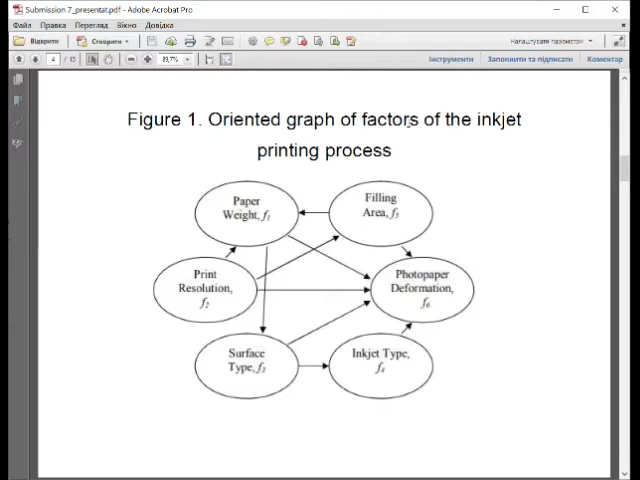 Submission 7_presentat.pdf - Adobe Acrobat Pro
Файл Правка Перегляд Вікно Довідка
Відкрити Створити Налаштувати параметри
4 / 15 89,7% Інструменти Заповнити та підписати Коментар
Figure 1. Oriented graph of factors of the inkjet
printing process
Paper
Weight, f1
Filling
Area, f5
Print
Resolution,
f2
Photopaper
Deformation,
f6
Surface
Type, f3
Inkjet Type,
f4